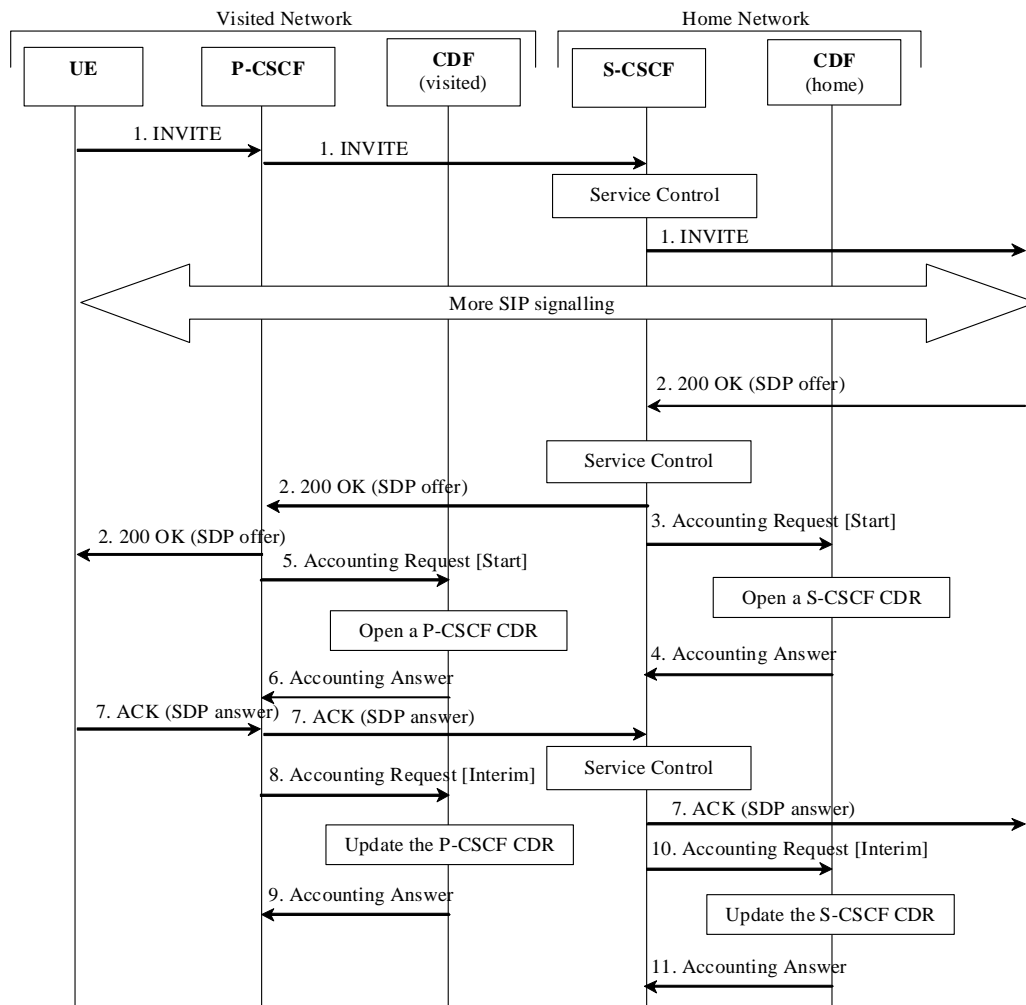 Visited Network
Home Network
UE
P-CSCF
CDF
(visited)
S-CSCF
CDF
(home)
1. INVITE
1. INVITE
Service Control
1. INVITE
More SIP signalling
2. 200 OK (SDP offer)
Service Control
2. 200 OK (SDP offer)
3. Accounting Request [Start]
2. 200 OK (SDP offer)
5. Accounting Request [Start]
Open a S-CSCF CDR
Open a P-CSCF CDR
4. Accounting Answer
6. Accounting Answer
7. ACK (SDP answer)
7. ACK (SDP answer)
Service Control
8. Accounting Request [Interim]
7. ACK (SDP answer)
Update the P-CSCF CDR
10. Accounting Request [Interim]
9. Accounting Answer
Update the S-CSCF CDR
11. Accounting Answer